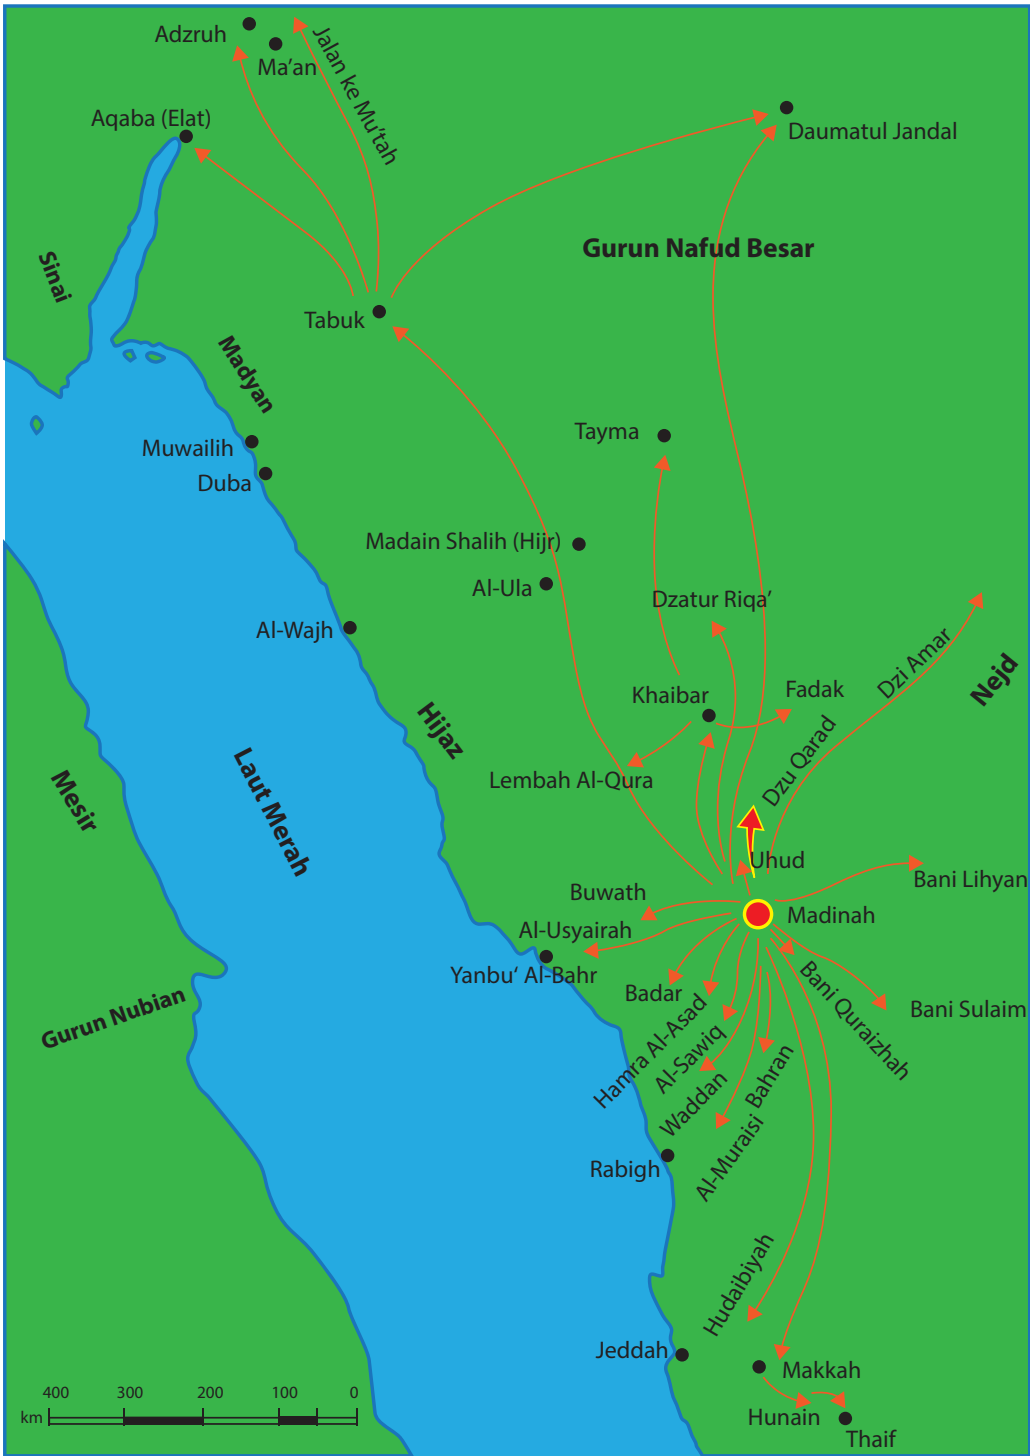 Adzruh
Ma'an
Jalan ke Mu'tah
Aqaba (Elat)
Daumatul Jandal
Gurun Nafud Besar
Sinai
Tabuk
Madyan
Tayma
Muwailih
Duba
Madain Shalih (Hijr)
Al-Ula
Dzatur Riqa'
Al-Wajh
Dzi Amar
Nejd
Khaibar
Fadak
Hijaz
Dzu Qarad
Lembah Al-Qura
Mesir
Laut Merah
Uhud
Bani Lihyan
Buwath
Madinah
Al-Usyairah
Yanbu' Al-Bahr
Badar
Bani Quraizhah
Bani Sulaim
Gurun Nubian
Hamra Al-Asad
Al-Sawiq
Waddan
Bahran
Al-Muraisi
Rabigh
Hudaibiyah
Jeddah
Makkah
Hunain
Thaif
400 300 200 100 0
km